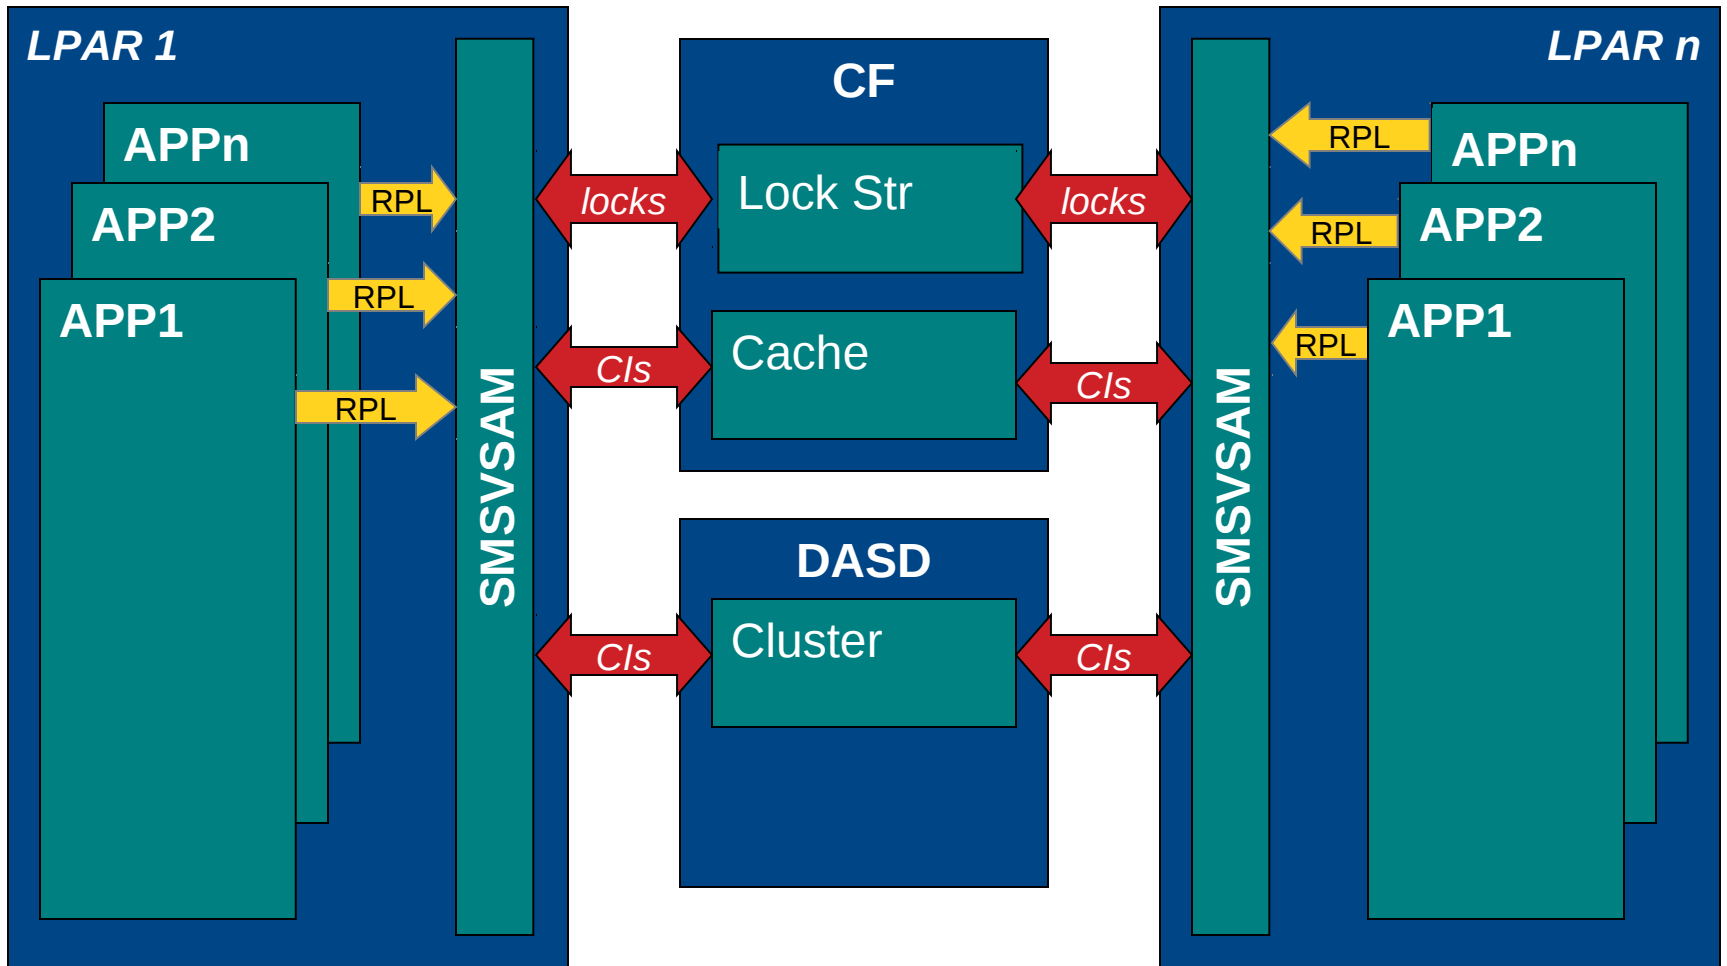 LPAR 1
APPn
APP2
APP1
RPL
RPL
RPL
SMSVSAM
locks
CIs
CIs
CF
Lock Str
Cache
DASD
Cluster
locks
CIs
CIs
SMSVSAM
LPAR n
RPL
RPL
RPL
APPn
APP2
APP1